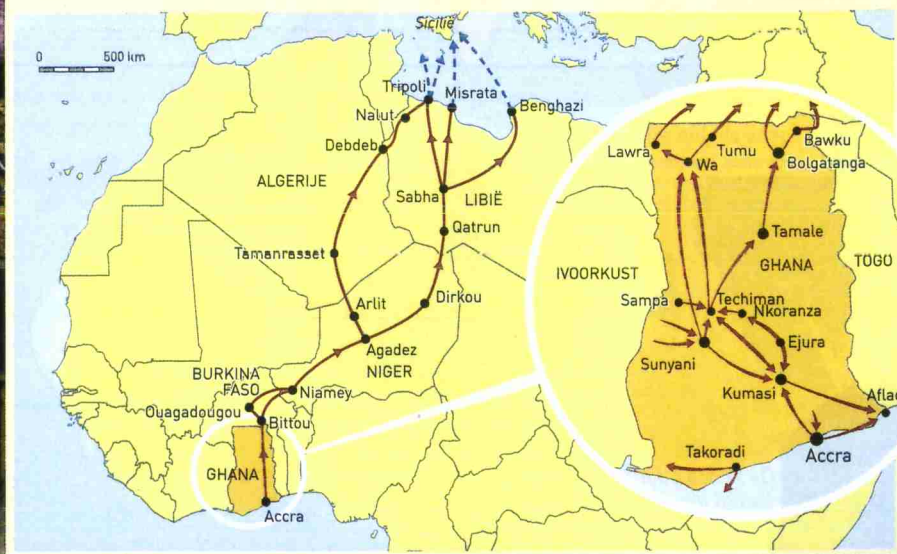 Sicilië
0 500 km
Tripoli
Misrata
Benghazi
Nalut
Debdeb
ALGERIJE
Sabha
LIBIË
Qatrun
Tamanrasset
Dirkou
Arlit
Agadez
NIGER
BURKINA
FASO
Niamey
Ouagadougou
Bittou
GHANA
Accra
Lawra
Tumu
Bawku
Wa
Bolgatanga
Tamale
IVOORKUST
GHANA
TOGO
Sampa
Techiman
Nkoranza
Sunyani
Ejura
Kumasi
Aflao
Takoradi
Accra